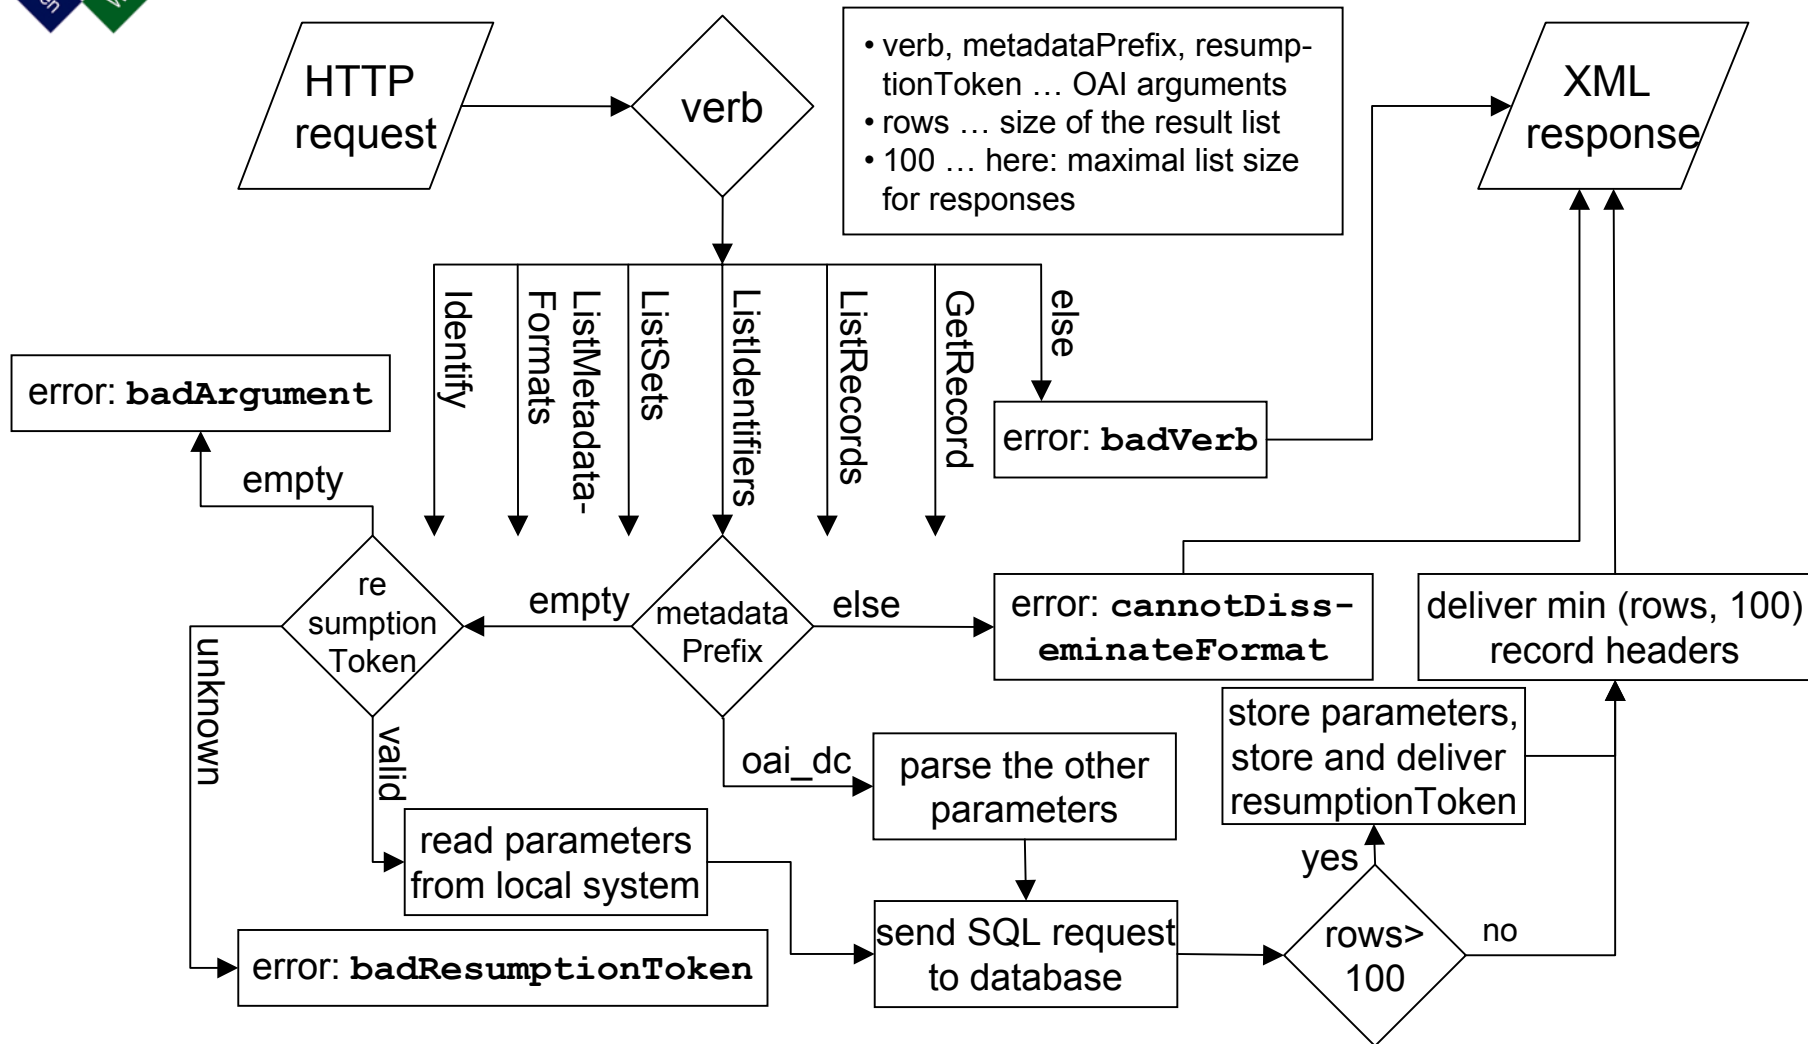 en
HTTP
request
verb
• verb, metadataPrefix, resump-
tionToken … OAI arguments
• rows … size of the result list
• 100 … here: maximal list size
for responses
XML
response
Identify
ListMetadata-
Formats
ListSets
ListIdentifiers
ListRecords
GetRecord
else
error: badArgument
error: badVerb
empty
re
sumption
Token
empty
metadata
Prefix
else
error: cannotDiss-
eminateFormat
deliver min (rows, 100)
record headers
unknown
valid
oai_dc
parse the other
parameters
store parameters,
store and deliver
resumptionToken
read parameters
from local system
yes
send SQL request
to database
rows>
100
no
error: badResumptionToken